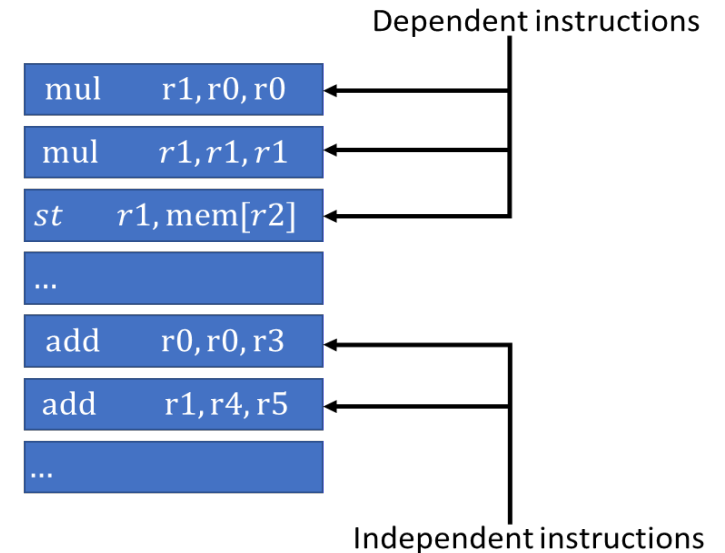 Dependent instructions
mul r1, r0, r0
mul r1, r1, r1
st r1, mem[r2]
...
add r0, r0, r3
add r1, r4, r5
...
Independent instructions